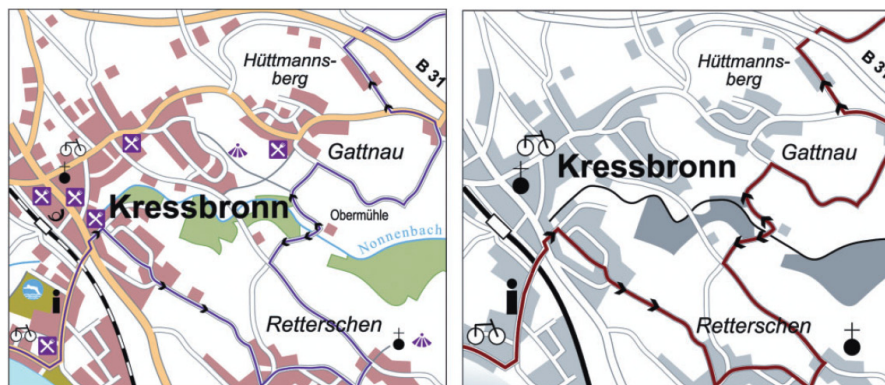 Hüttmanns-
berg
B 31
Gattnau
Kressbronn
Obermühle
Nonnenbach
Retterschen
i
Hüttmanns-
berg
B 31
Gattnau
Kressbronn
Retterschen
i